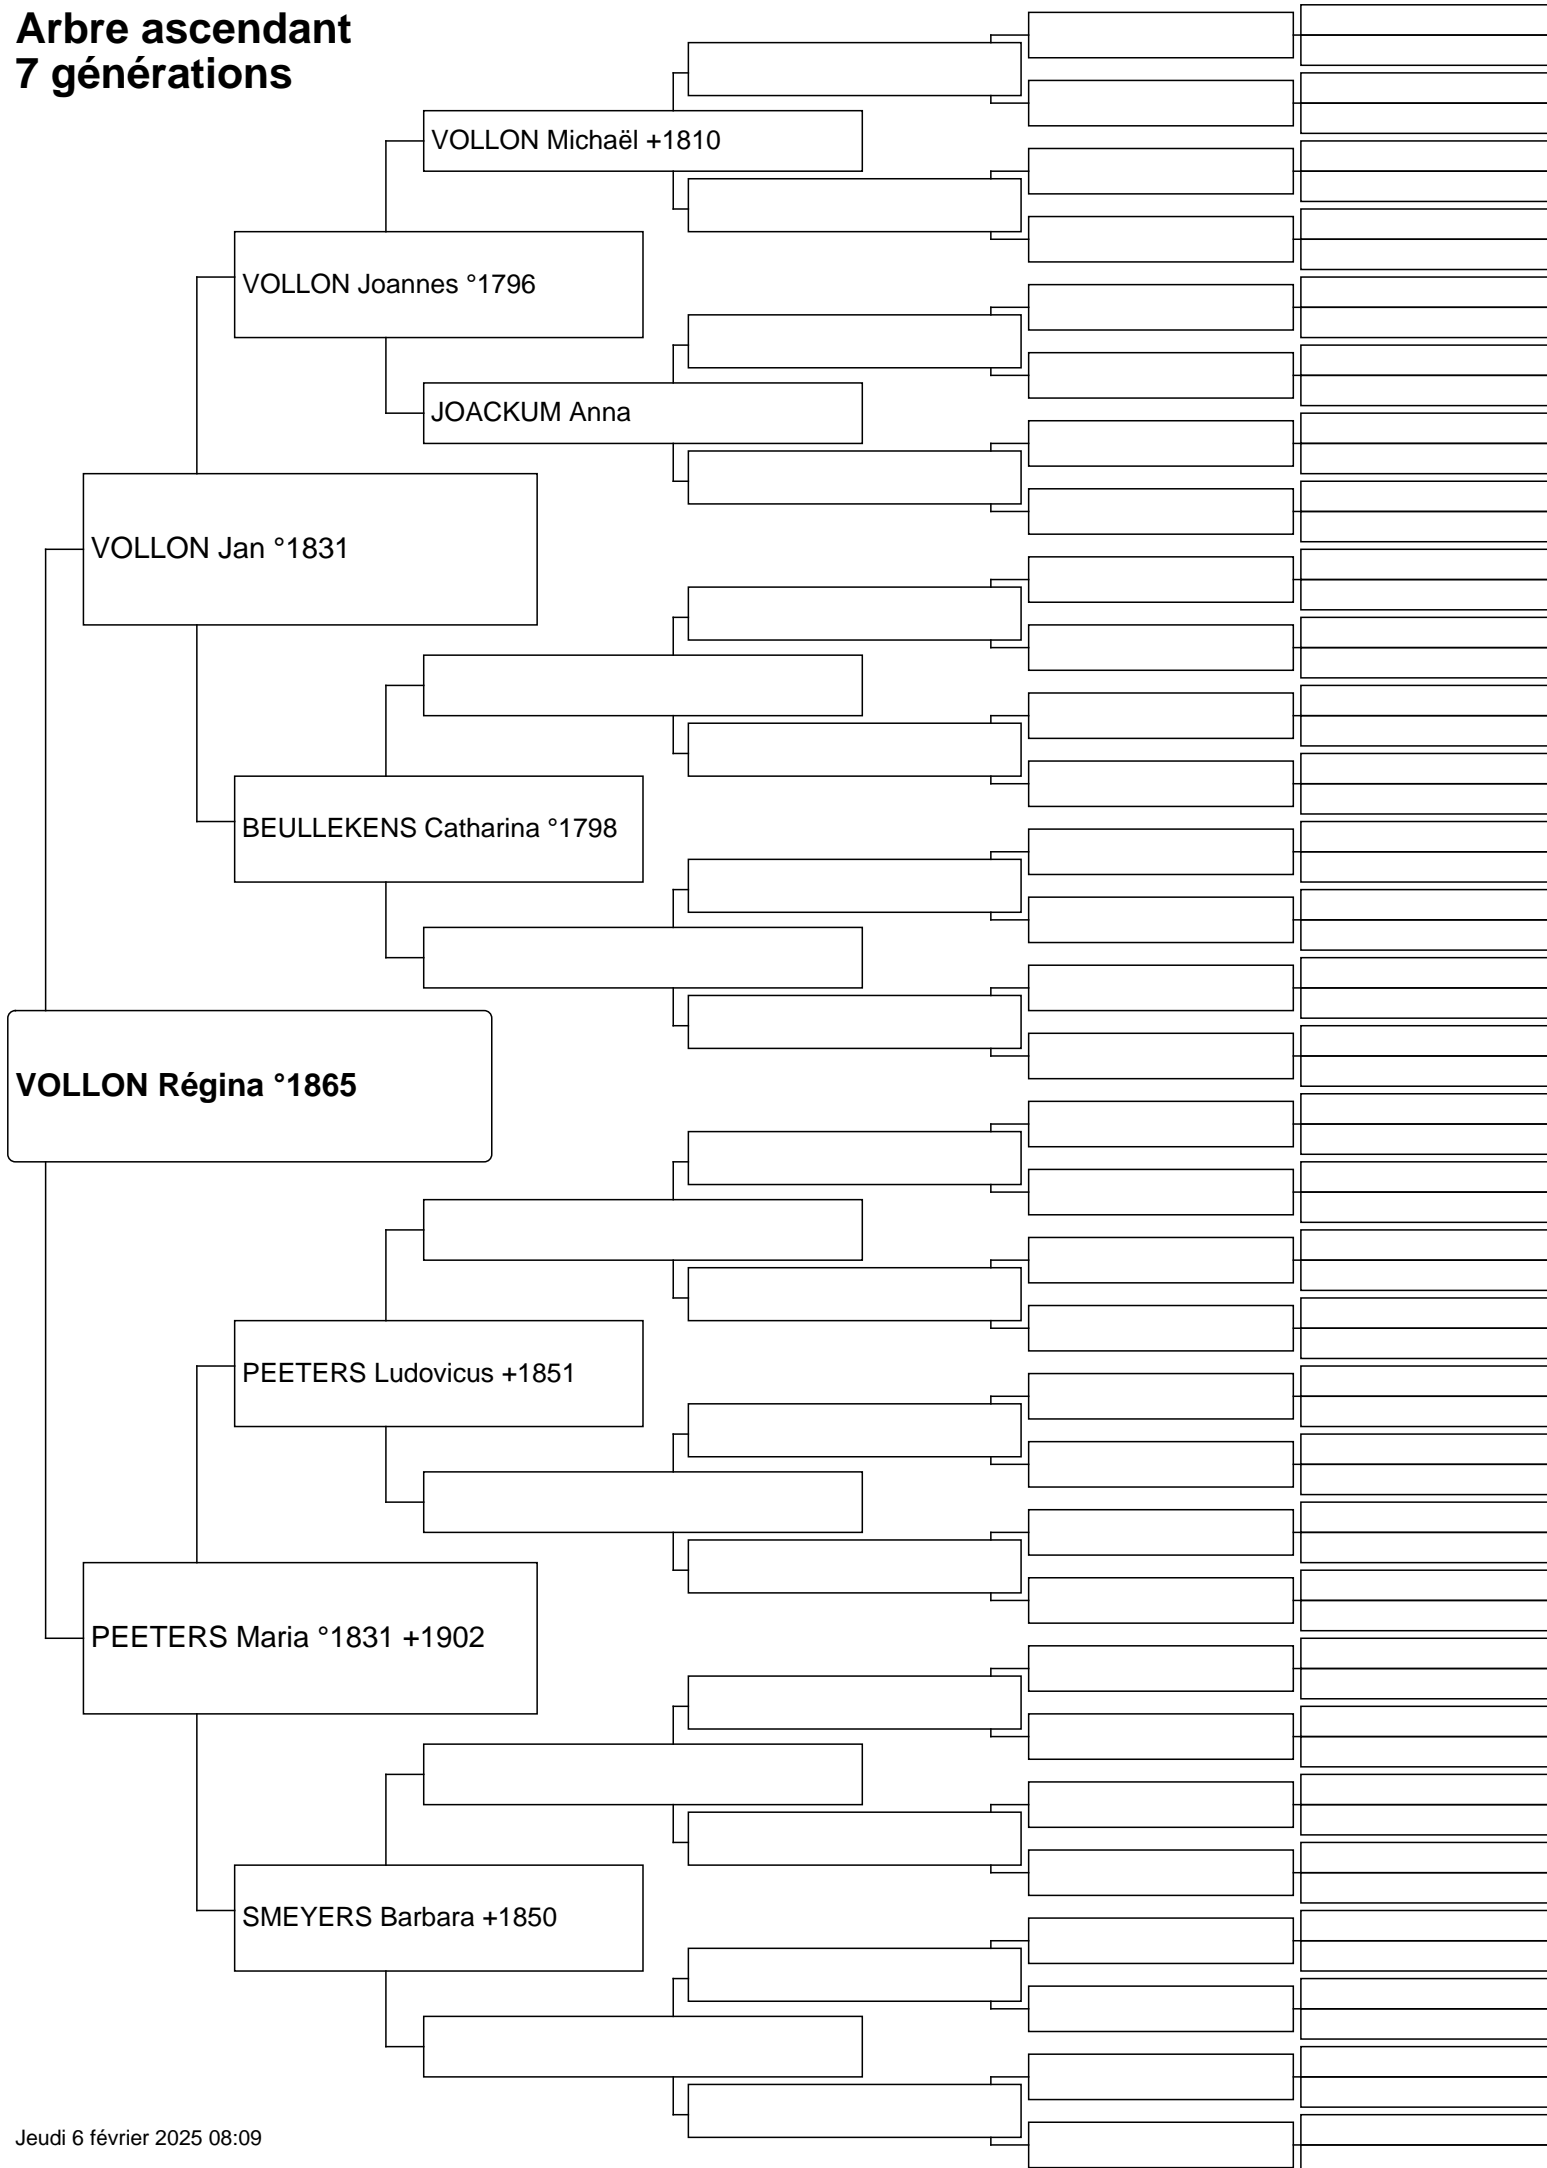 Arbre ascendant
7 générations
VOLLON Michaël +1810
VOLLON Joannes °1796
JOACKUM Anna
VOLLON Jan °1831
BEULLEKENS Catharina °1798
VOLLON Régina °1865
PEETERS Ludovicus +1851
PEETERS Maria °1831 +1902
SMEYERS Barbara +1850
Jeudi 6 février 2025 08:09